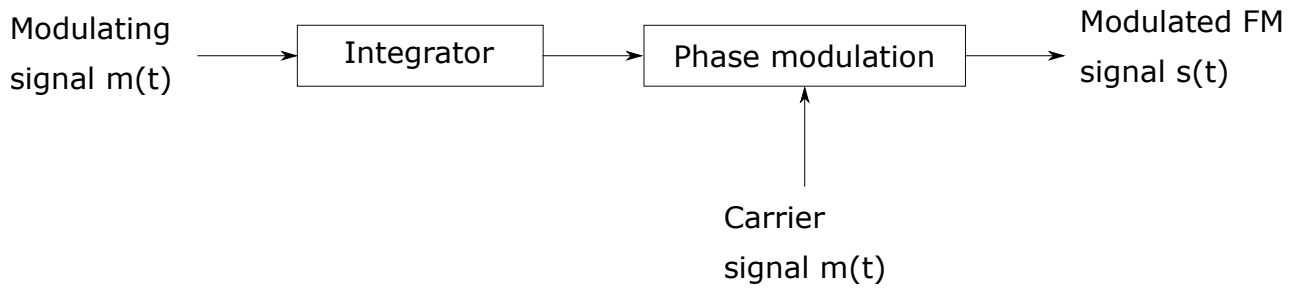 Modulating
signal m(t)
Integrator
Phase modulation
Modulated FM
signal s(t)
Carrier
signal m(t)